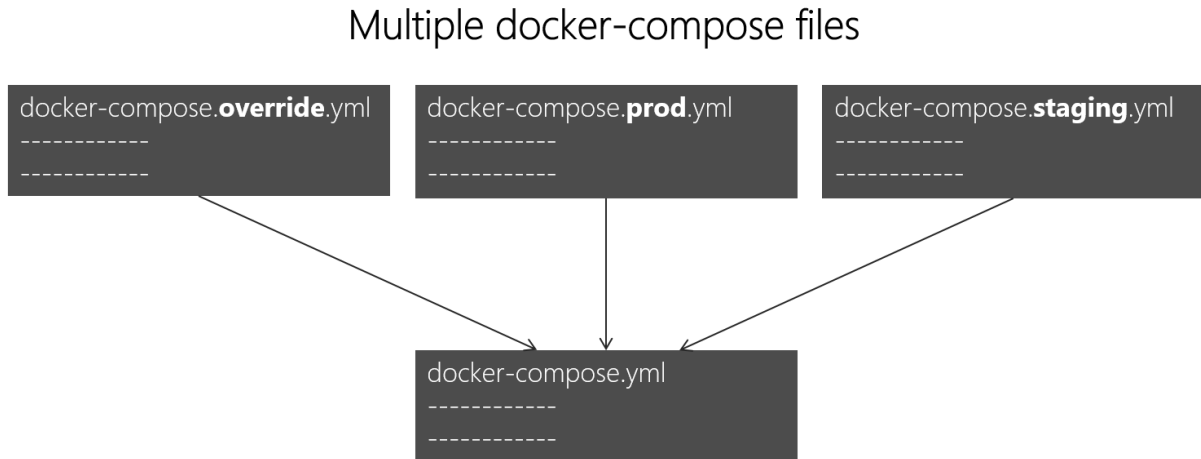 Multiple docker-compose files
docker-compose.override.yml
------------
------------
docker-compose.prod.yml
------------
------------
docker-compose.staging.yml
------------
------------
docker-compose.yml
------------
------------